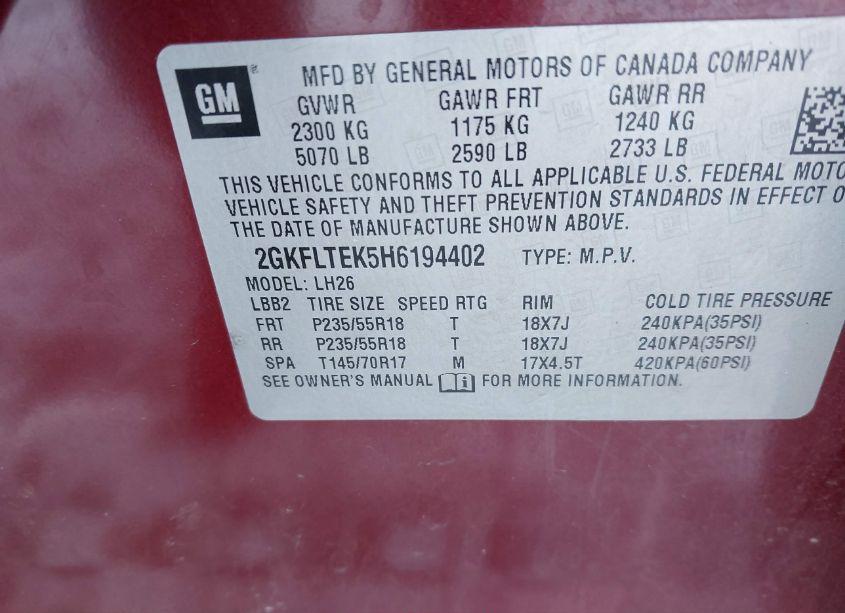 GM
MFD BY GENERAL MOTORS OF CANADA COMPANY
GVWR GAWR FRT GAWR RR
2300 KG 1175 KG 1240 KG
5070 LB 2590 LB 2733 LB
THIS VEHICLE CONFORMS TO ALL APPLICABLE U.S. FEDERAL MOTO
VEHICLE SAFETY AND THEFT PREVENTION STANDARDS IN EFFECT O
THE DATE OF MANUFACTURE SHOWN ABOVE.
2GKFLTEK5H6194402 TYPE: M.P.V.
MODEL: LH26
LBB2 TIRE SIZE SPEED RTG RIM COLD TIRE PRESSURE
FRT P235/55R18 T 18X7J 240KPA(35PSI)
RR P235/55R18 T 18X7J 240KPA(35PSI)
SPA T145/70R17 M 17X4.5T 420KPA(60PSI)
SEE OWNER'S MANUAL FOR MORE INFORMATION.